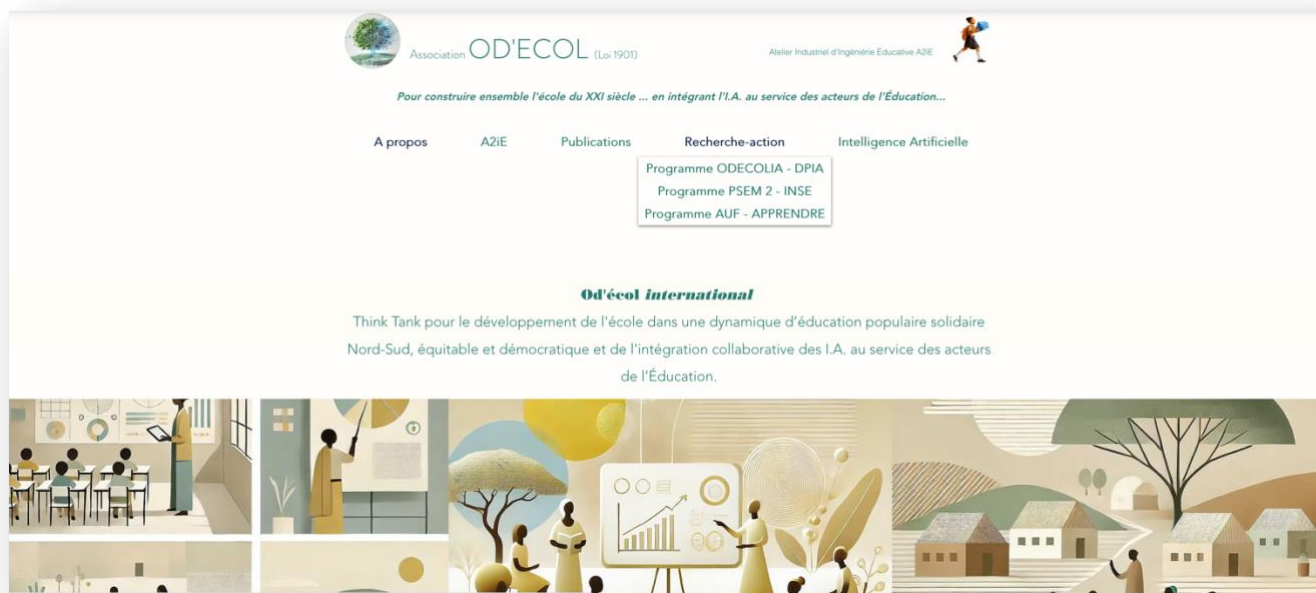 Association OD'ECOL (Loi 1901)
Atelier Industriel d'Ingéniérie Éducative A2iE
Pour construire ensemble l'école du XXI siècle ... en intégrant l'I.A. au service des acteurs de l'Éducation...
A propos A2iE Publications Recherche-action Intelligence Artificielle
Programme ODECOLIA - DPIA
Programme PSEM 2 - INSE
Programme AUF - APPRENDRE
Od'écol international
Think Tank pour le développement de l'école dans une dynamique d'éducation populaire solidaire
Nord-Sud, équitable et démocratique et de l'intégration collaborative des I.A. au service des acteurs
de l'Éducation.